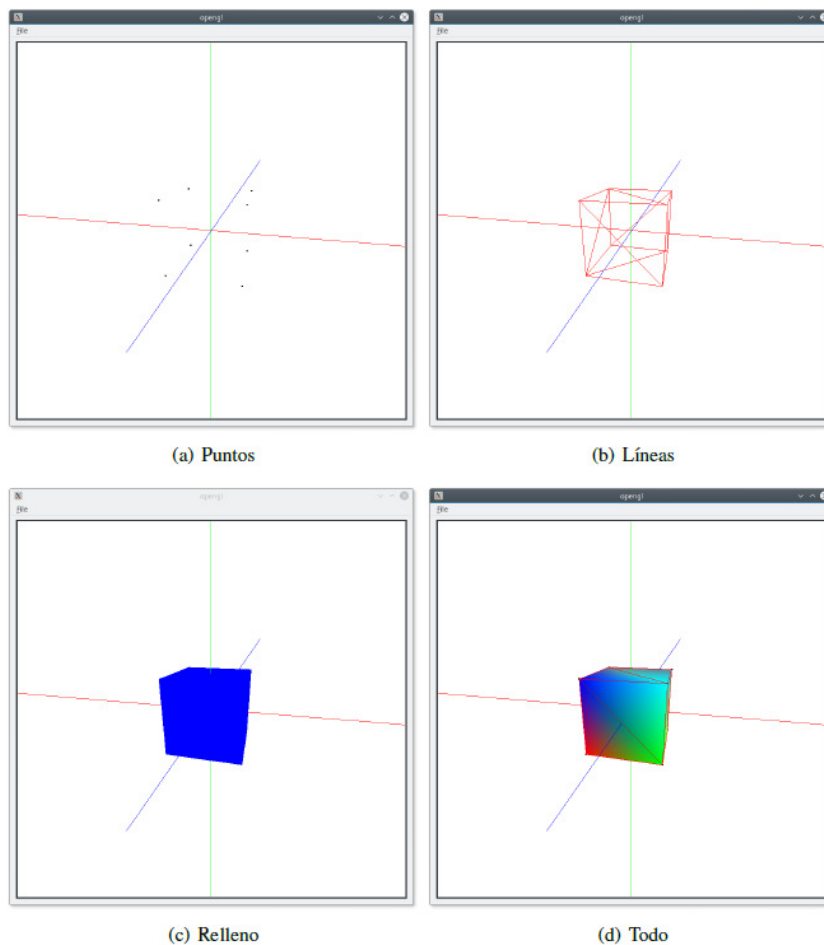 opengl
opengl
File
File
(a) Puntos
(b) Líneas
opengl
opengl
File
File
(c) Relleno
(d) Todo